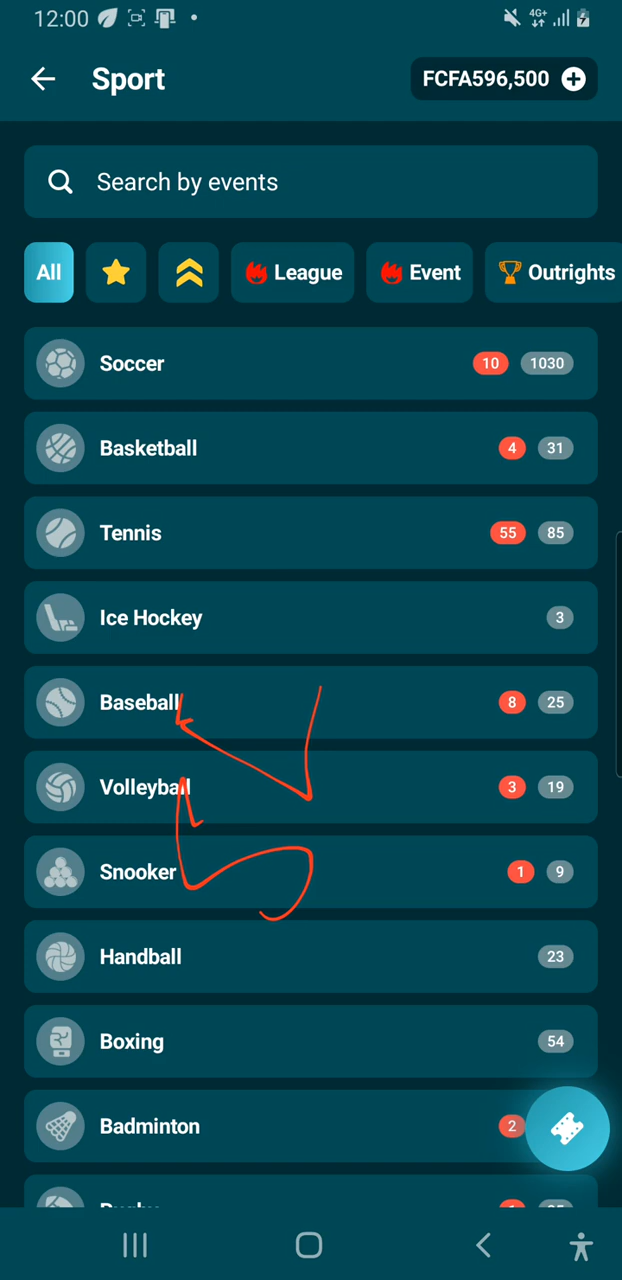 12:00 4G+
Sport FCFA596,500
Search by events
All League Event Outrights
Soccer 10 1030
Basketball 4 31
Tennis 55 85
Ice Hockey 3
Baseball 8 25
Volleyball 3 19
Snooker 1 9
Handball 23
Boxing 54
Badminton 2